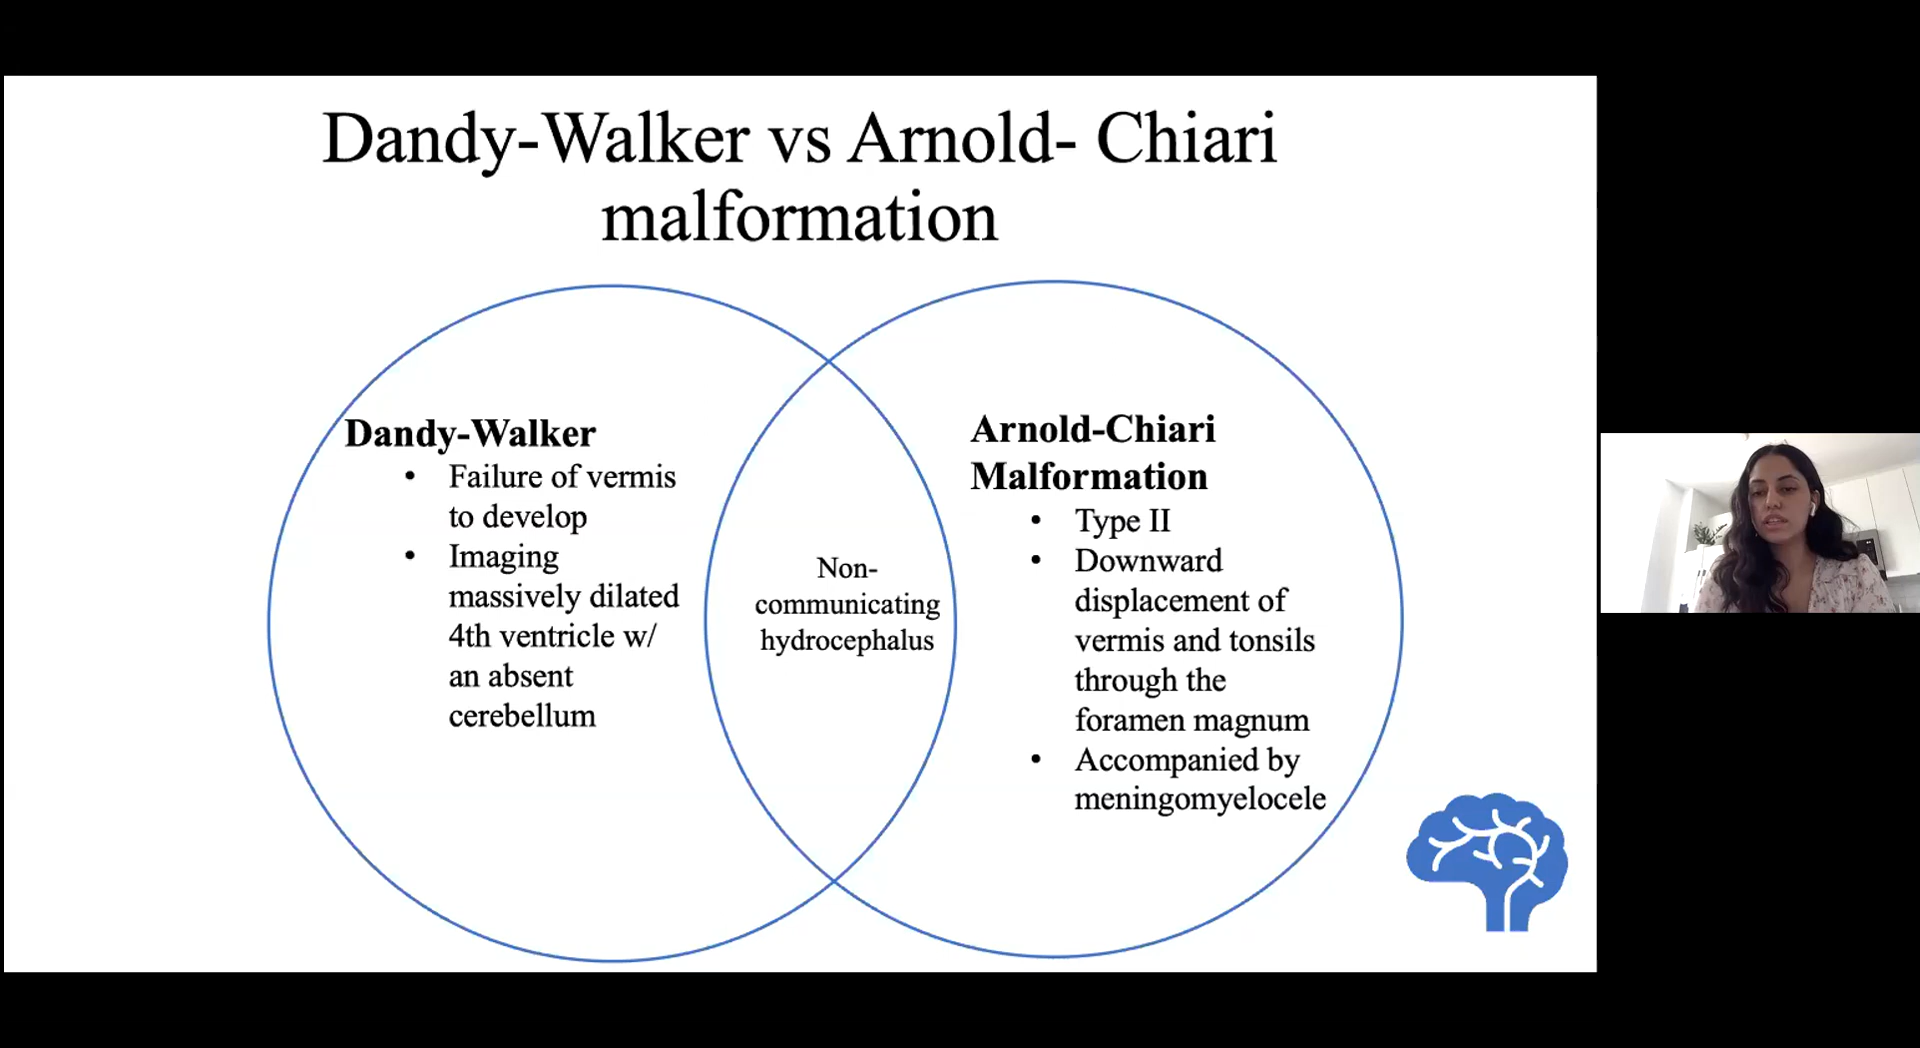 Dandy-Walker vs Arnold- Chiari
malformation
Dandy-Walker
• Failure of vermis
to develop
• Imaging
massively dilated
4th ventricle w/
an absent
cerebellum
Non-
communicating
hydrocephalus
Arnold-Chiari
Malformation
• Type II
• Downward
displacement of
vermis and tonsils
through the
foramen magnum
• Accompanied by
meningomyelocele